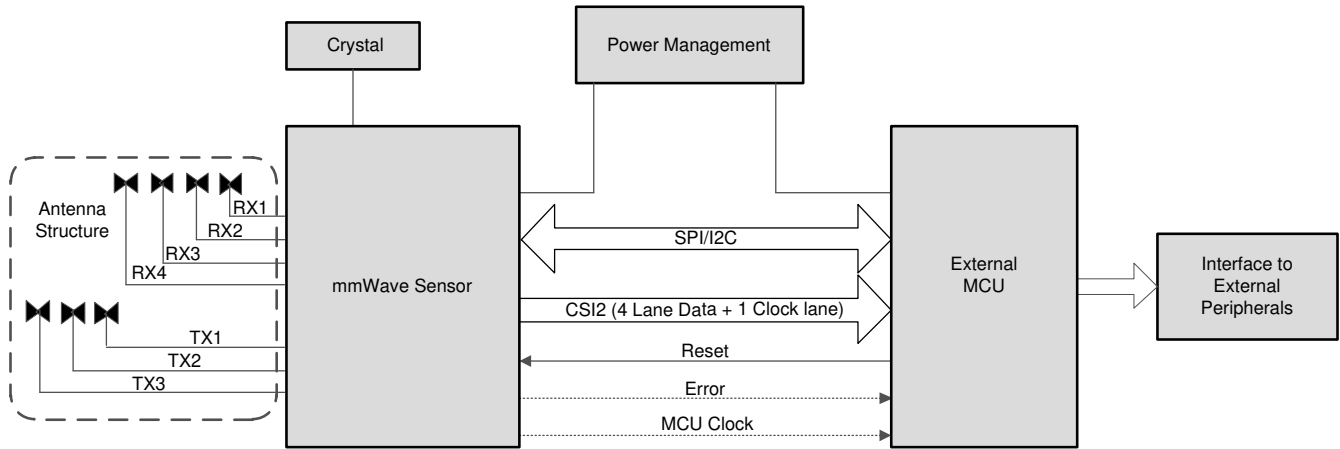 Crystal
Power Management
Antenna
Structure
RX1
RX2
RX3
RX4
TX1
TX2
TX3
mmWave Sensor
SPI/I2C
CSI2 (4 Lane Data + 1 Clock lane)
Reset
Error
MCU Clock
External
MCU
Interface to
External
Peripherals